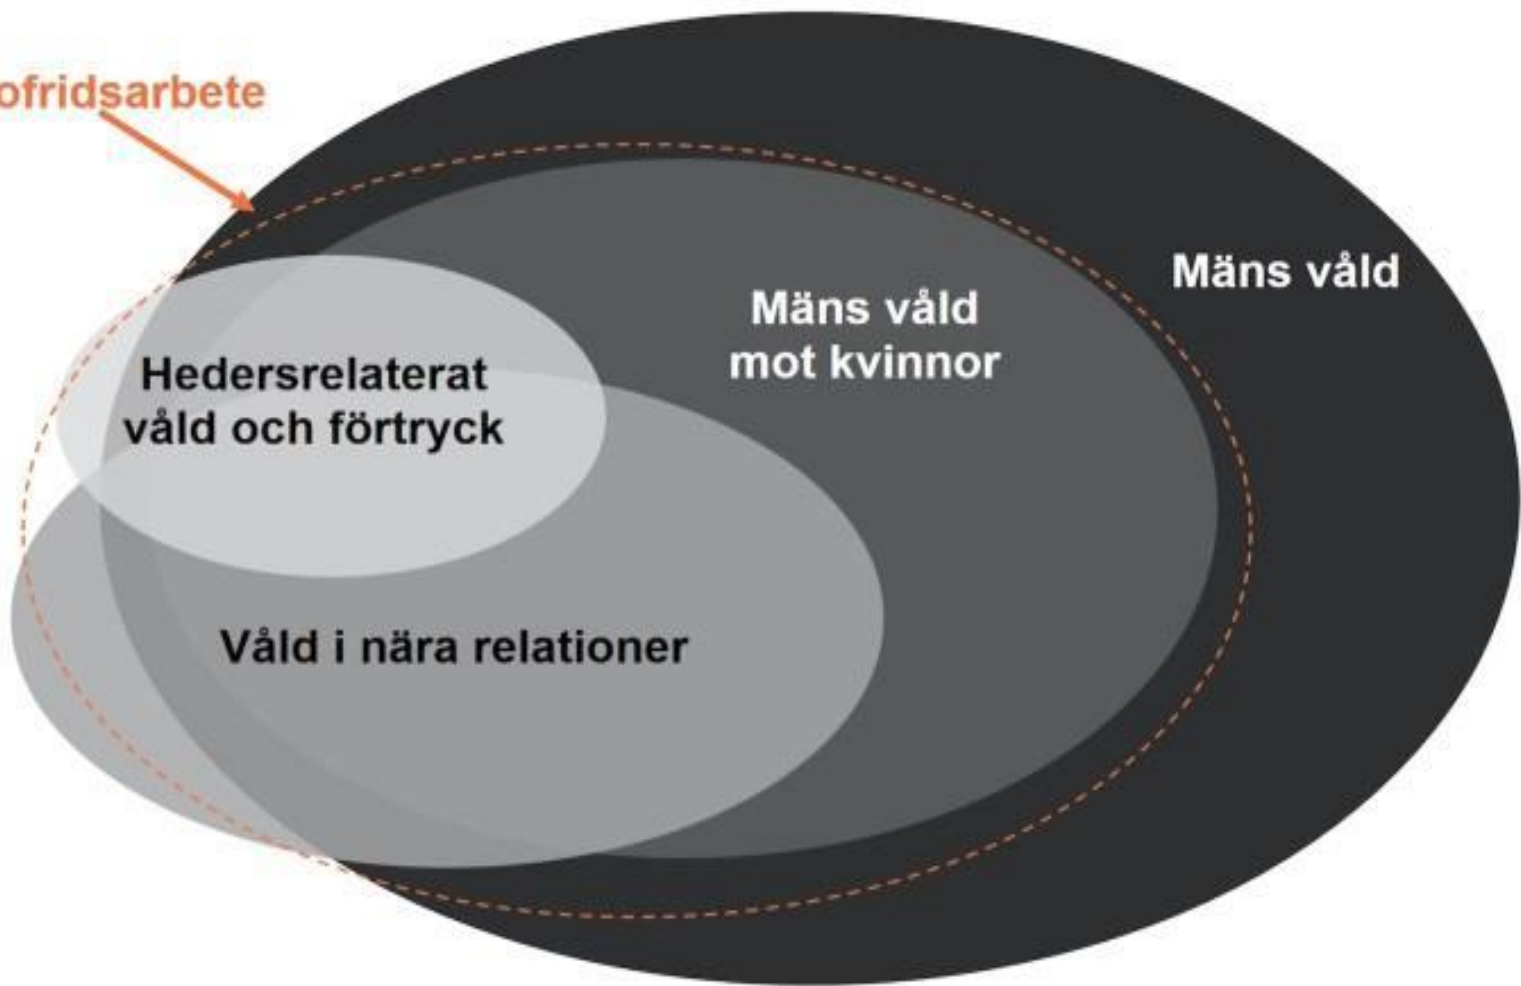 ofridsarbete
Mäns våld
Mäns våld
mot kvinnor
Hedersrelaterat
våld och förtryck
Våld i nära relationer